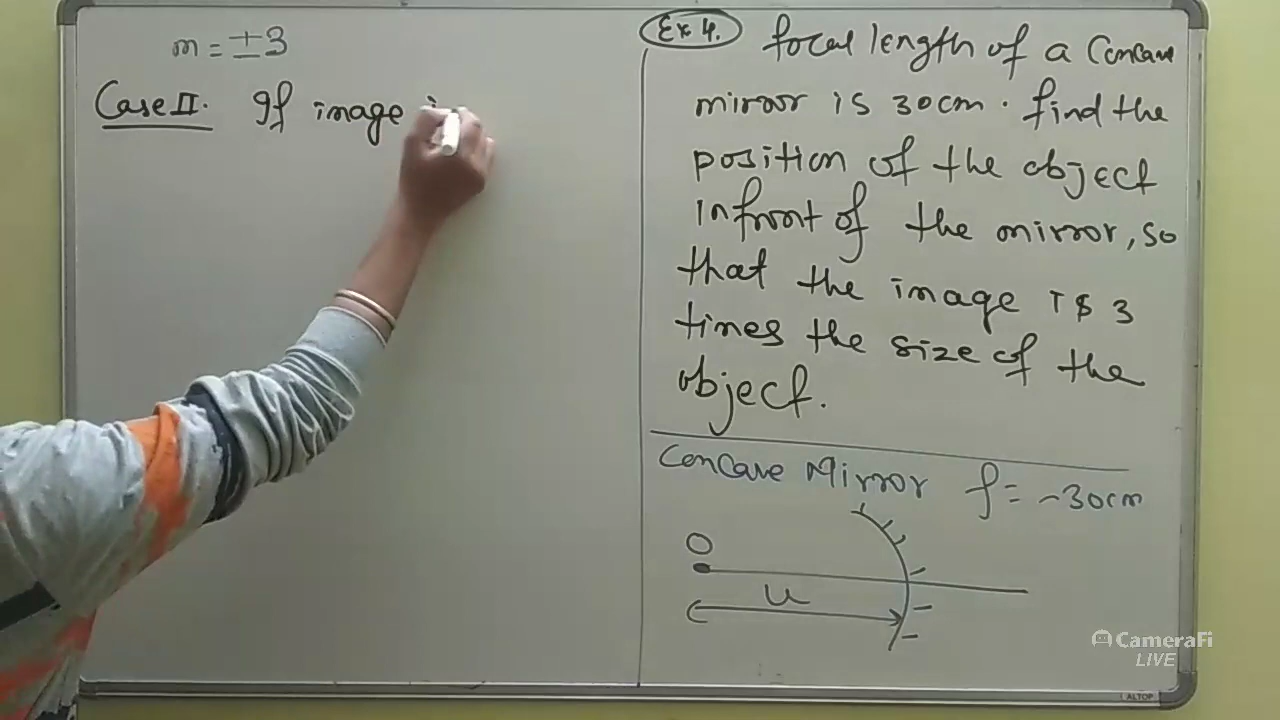 m = ±3
Case II. If image i
Ex 4. focal length of a Concave
mirror is 30cm. find the
position of the object
infront of the mirror, so
that the image is 3
times the size of the
object.
Concave Mirror f = -30cm
O
u
CameraFi
LIVE
ALTOP